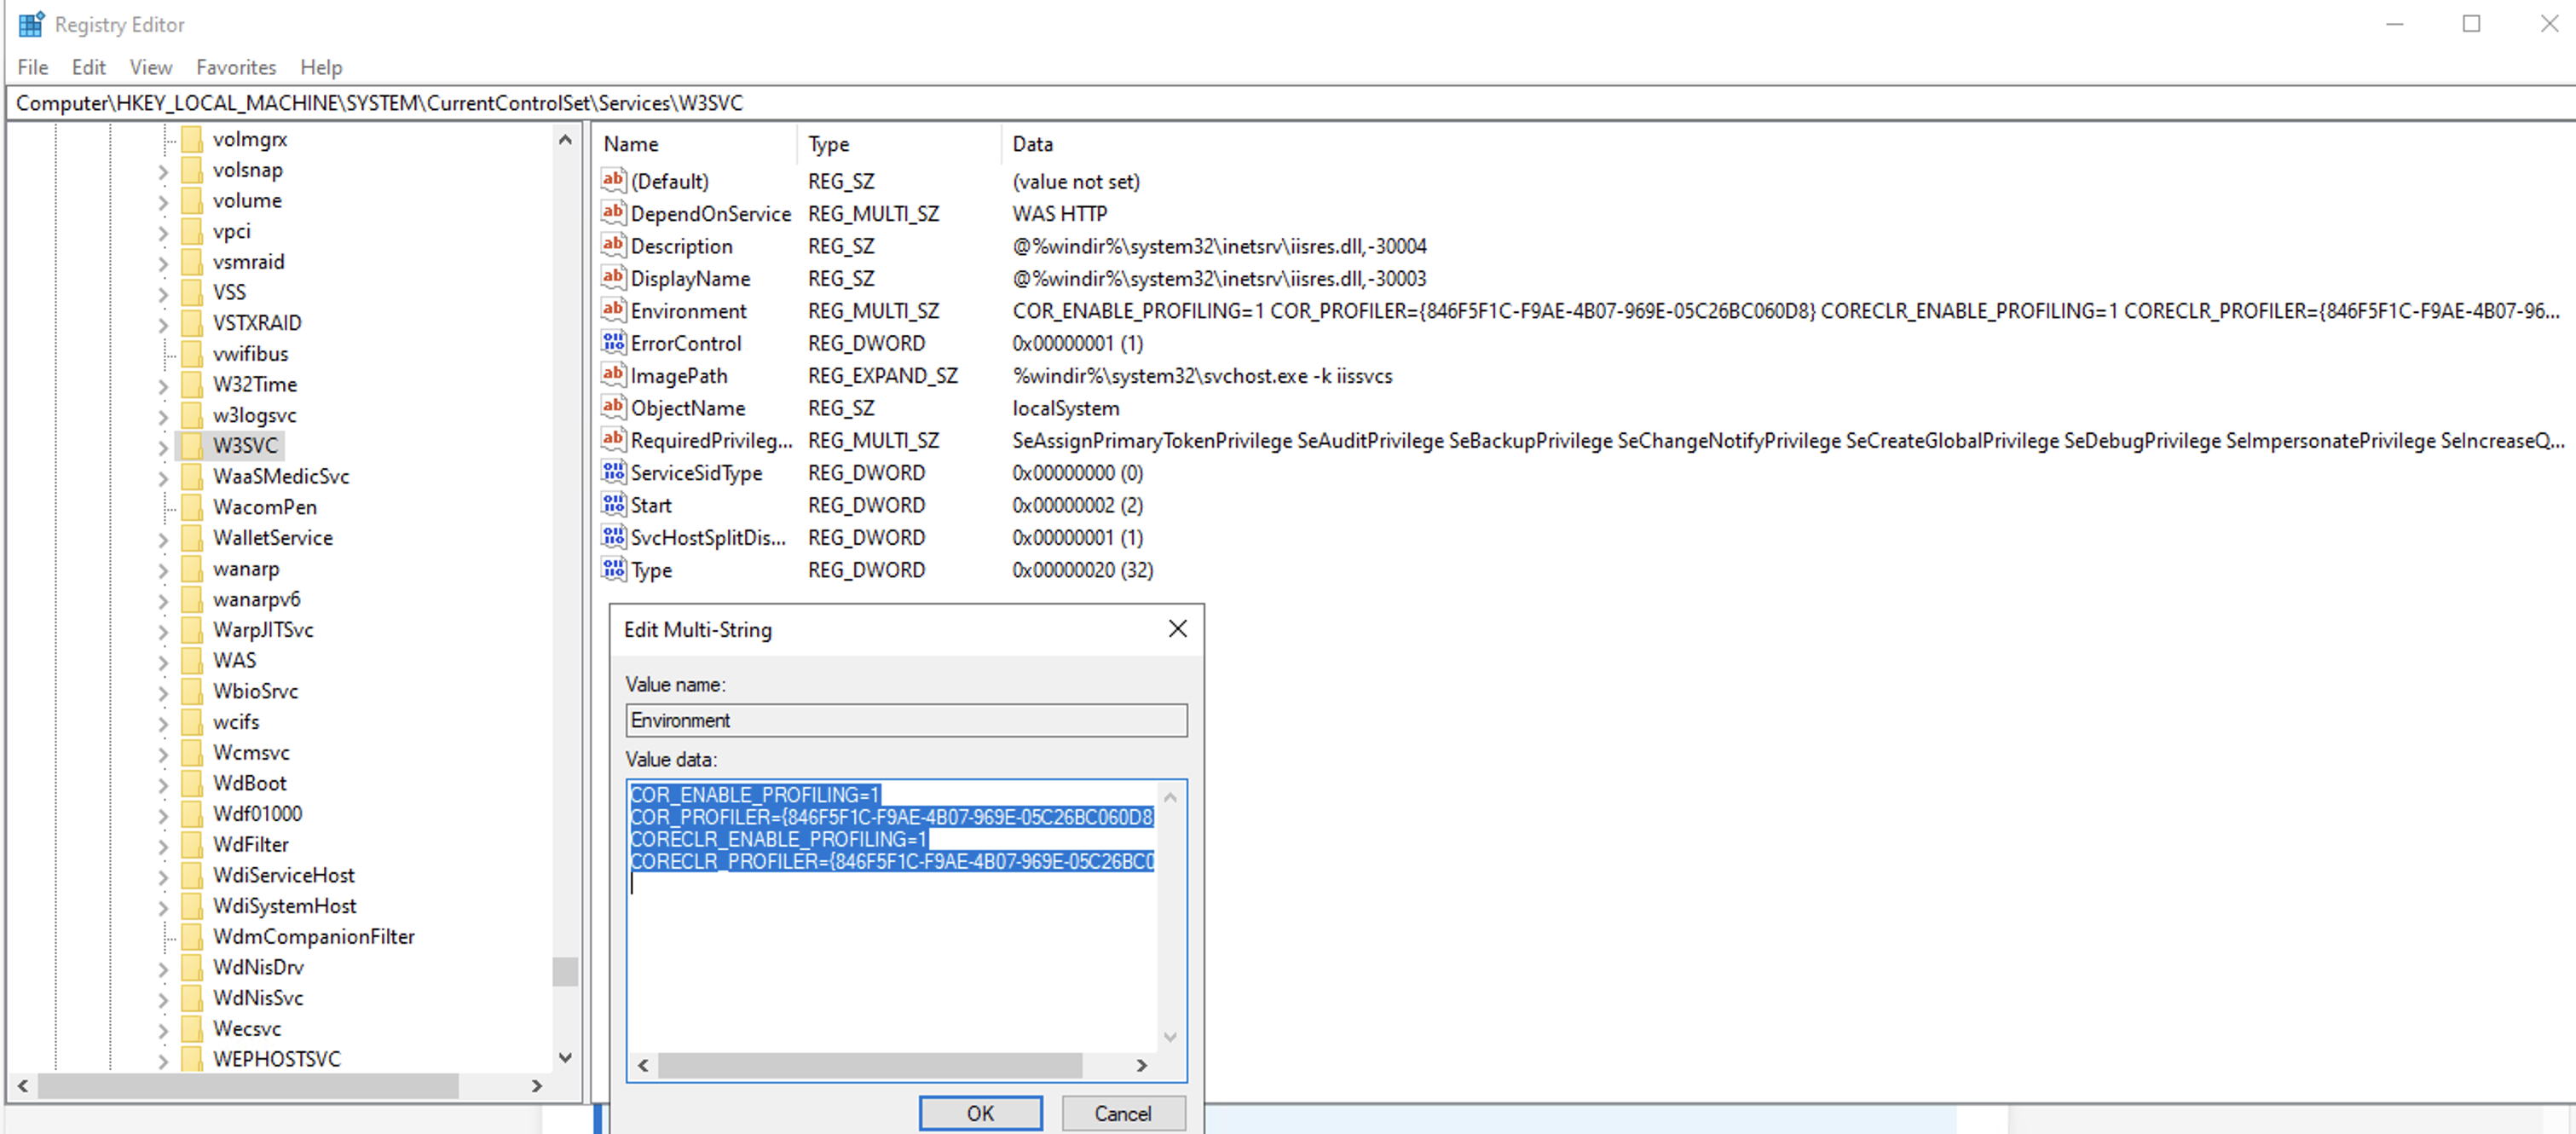 Registry Editor
File Edit View Favorites Help
Computer\HKEY_LOCAL_MACHINE\SYSTEM\CurrentControlSet\Services\W3SVC
volmgrx
volsnap
volume
vpci
vsmraid
VSS
VSTXRAID
vwifibus
W32Time
w3logsvc
W3SVC
WaaSMedicSvc
WacomPen
WalletService
wanarp
wanarpv6
WarpJITSvc
WAS
WbioSrvc
wcifs
Wcmsvc
WdBoot
Wdf01000
WdFilter
WdiServiceHost
WdiSystemHost
WdmCompanionFilter
WdNisDrv
WdNisSvc
Wecsvc
WEPHOSTSVC
Name Type Data
(Default) REG_SZ (value not set)
DependOnService REG_MULTI_SZ WAS HTTP
Description REG_SZ @%windir%\system32\inetsrv\iisres.dll,-30004
DisplayName REG_SZ @%windir%\system32\inetsrv\iisres.dll,-30003
Environment REG_MULTI_SZ COR_ENABLE_PROFILING=1 COR_PROFILER={846F5F1C-F9AE-4B07-969E-05C26BC060D8} CORECLR_ENABLE_PROFILING=1 CORECLR_PROFILER={846F5F1C-F9AE-4B07-96...
ErrorControl REG_DWORD 0x00000001 (1)
ImagePath REG_EXPAND_SZ %windir%\system32\svchost.exe -k iissvcs
ObjectName REG_SZ localSystem
RequiredPrivileg... REG_MULTI_SZ SeAssignPrimaryTokenPrivilege SeAuditPrivilege SeBackupPrivilege SeChangeNotifyPrivilege SeCreateGlobalPrivilege SeDebugPrivilege SeImpersonatePrivilege SeIncreaseQ...
ServiceSidType REG_DWORD 0x00000000 (0)
Start REG_DWORD 0x00000002 (2)
SvcHostSplitDis... REG_DWORD 0x00000001 (1)
Type REG_DWORD 0x00000020 (32)
Edit Multi-String
Value name:
Environment
Value data:
COR_ENABLE_PROFILING=1
COR_PROFILER={846F5F1C-F9AE-4B07-969E-05C26BC060D8}
CORECLR_ENABLE_PROFILING=1
CORECLR_PROFILER={846F5F1C-F9AE-4B07-969E-05C26BC0
OK Cancel